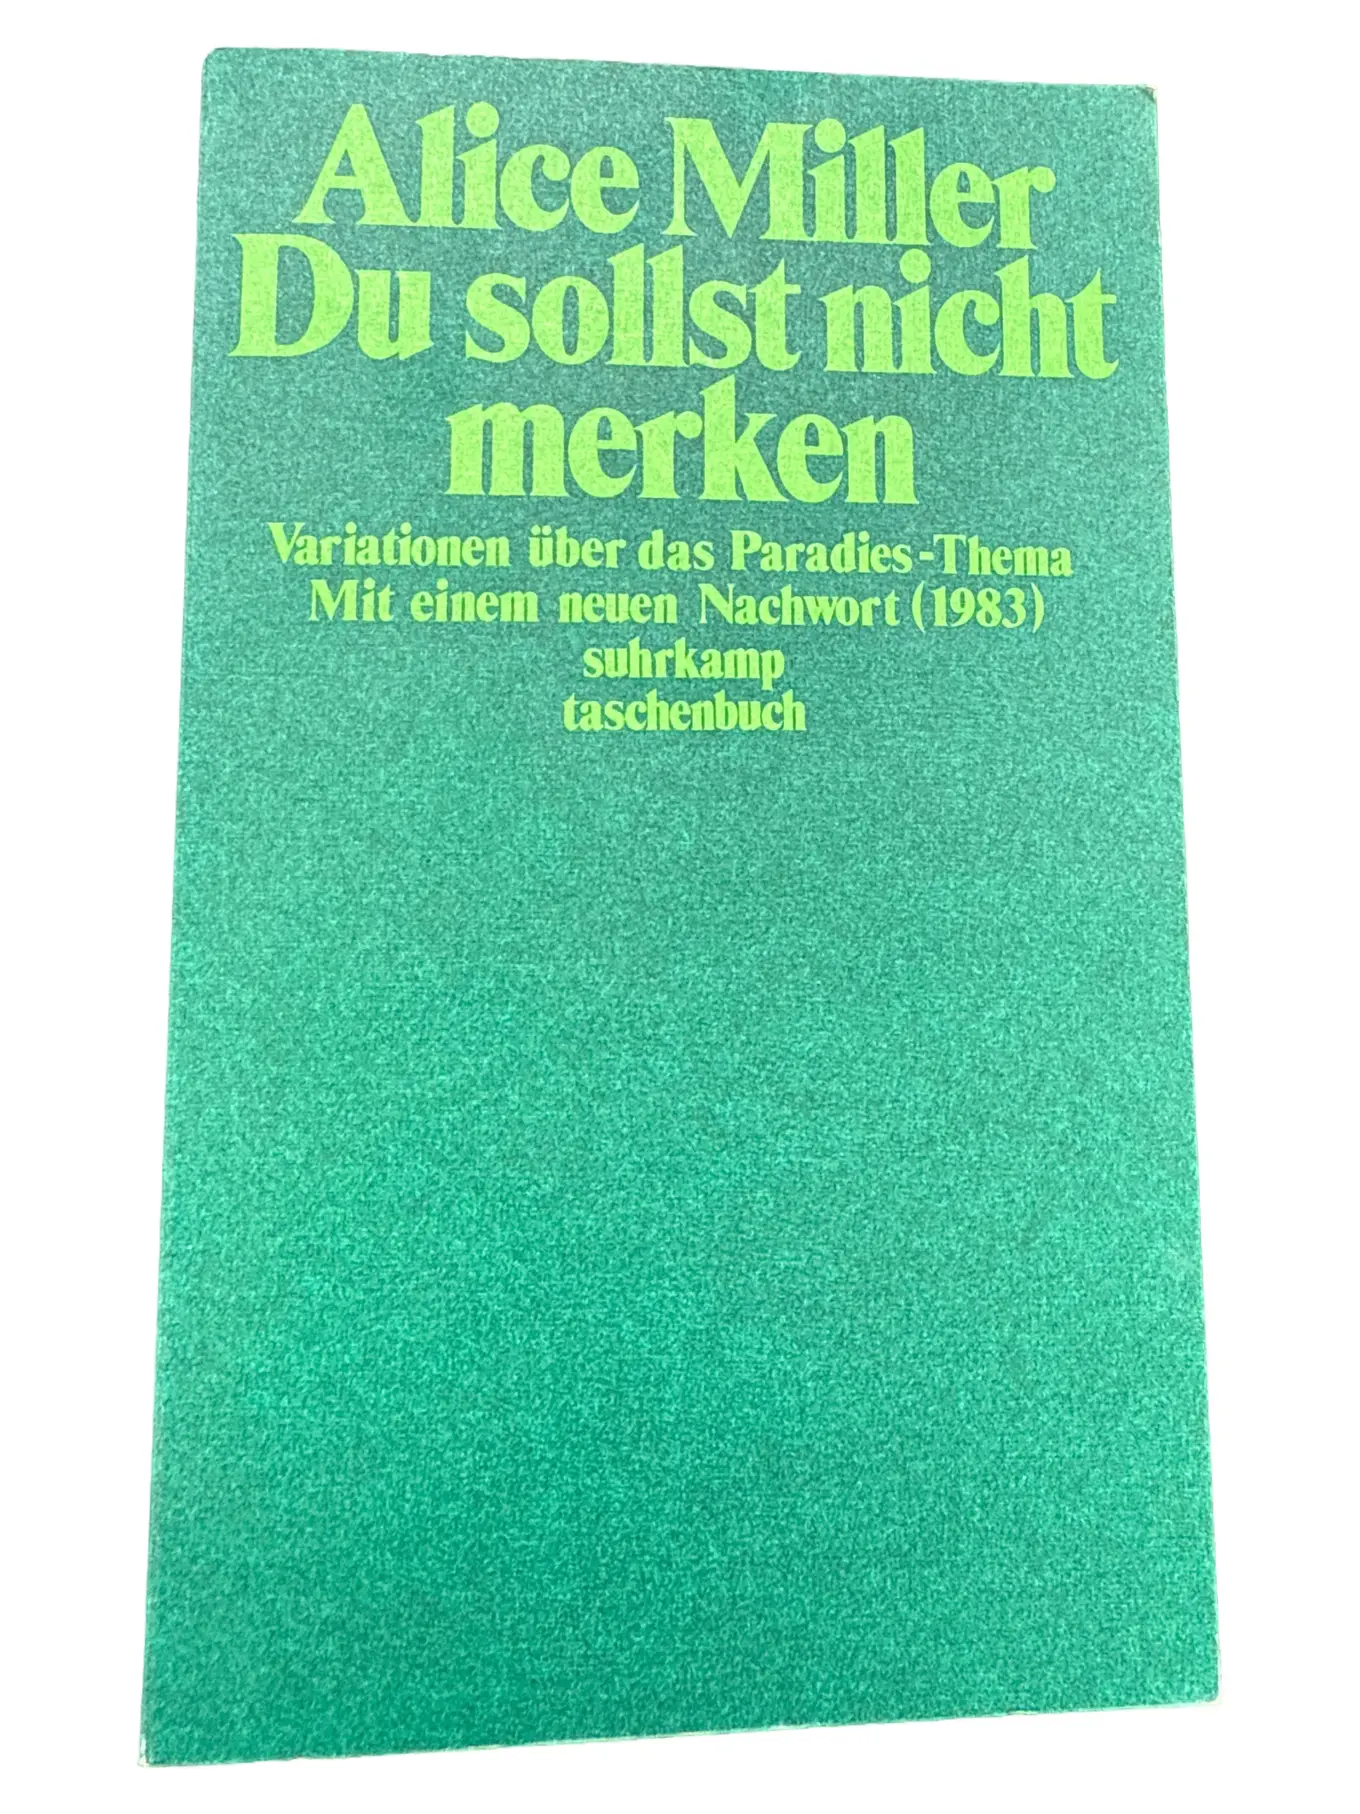 Alice Miller
Du sollst nicht
merken
Variationen über das Paradies-Thema
Mit einem neuen Nachwort (1983)
suhrkamp
taschenbuch